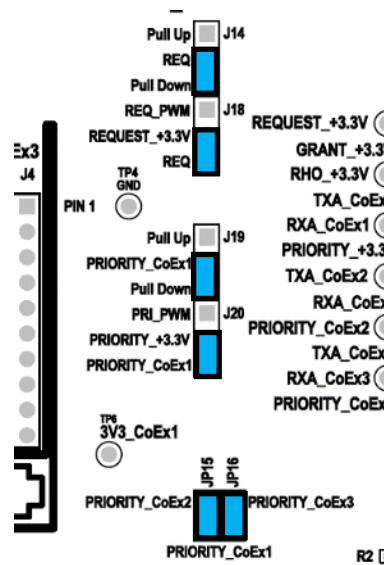 Pull Up J14
REQ
Pull Down
REQ_PWM J18
REQUEST_+3.3V
REQ
REQUEST_+3.3V
GRANT_+3.3V
RHO_+3.3V
TXA_CoEx
RXA_CoEx1
PRIORITY_+3.3
TXA_CoEx2
RXA_CoEx
PRIORITY_CoEx2
TXA_CoEx
RXA_CoEx3
PRIORITY_CoEx
Ex3
J4
PIN 1
TP4
GND
Pull Up J19
PRIORITY_CoEx1
Pull Down
PRI_PWM J20
PRIORITY_+3.3V
PRIORITY_CoEx1
TP6
3V3_CoEx1
JP15
JP16
PRIORITY_CoEx2
PRIORITY_CoEx3
PRIORITY_CoEx1
R2